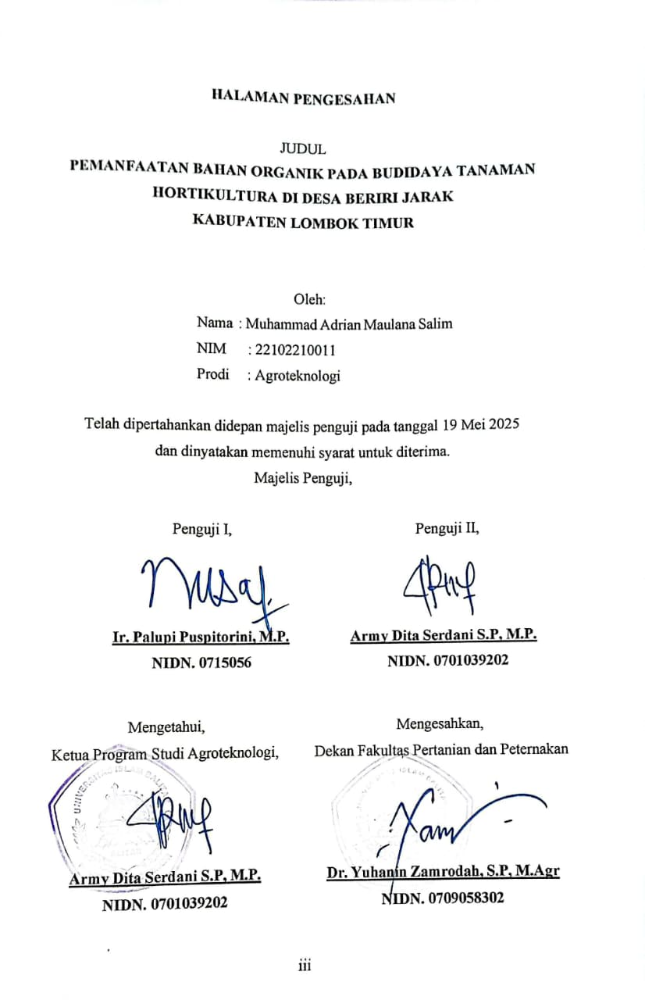 HALAMAN PENGESAHAN
JUDUL
PEMANFAATAN BAHAN ORGANIK PADA BUDIDAYA TANAMAN
HORTIKULTURA DI DESA BERIRI JARAK
KABUPATEN LOMBOK TIMUR
Oleh:
Nama : Muhammad Adrian Maulana Salim
NIM : 22102210011
Prodi : Agroteknologi
Telah dipertahankan didepan majelis penguji pada tanggal 19 Mei 2025
dan dinyatakan memenuhi syarat untuk diterima.
Majelis Penguji,
Penguji I,
Penguji II,
Ir. Palupi Puspitorini, M.P.
NIDN. 0715056
Army Dita Serdani S.P, M.P.
NIDN. 0701039202
Mengetahui,
Ketua Program Studi Agroteknologi,
UNIVERSITAS ISLAM BALITAR
Army Dita Serdani S.P, M.P.
NIDN. 0701039202
Mengesahkan,
Dekan Fakultas Pertanian dan Peternakan
Dr. Yuhanin Zamrodah, S.P, M.Agr
NIDN. 0709058302
iii